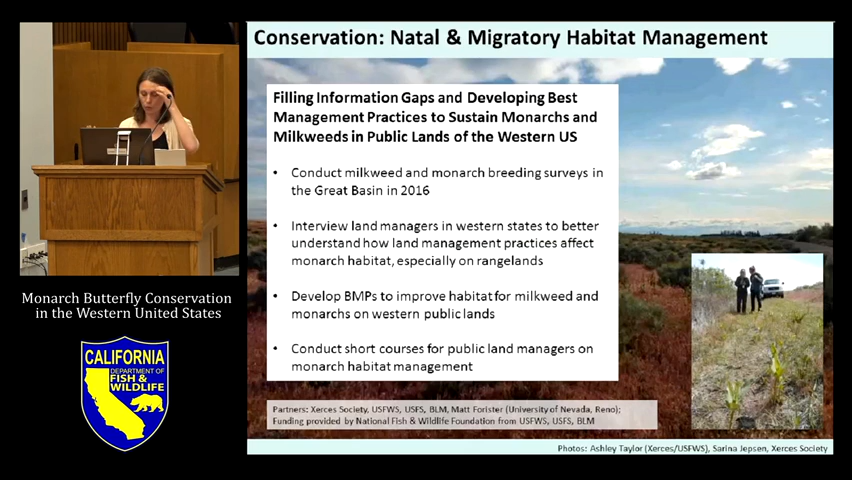 Conservation: Natal & Migratory Habitat Management
Filling Information Gaps and Developing Best
Management Practices to Sustain Monarchs and
Milkweeds in Public Lands of the Western US
• Conduct milkweed and monarch breeding surveys in
the Great Basin in 2016
• Interview land managers in western states to better
understand how land management practices affect
monarch habitat, especially on rangelands
• Develop BMPs to improve habitat for milkweed and
monarchs on western public lands
• Conduct short courses for public land managers on
monarch habitat management
Partners: Xerces Society, USFWS, USFS, BLM, Matt Forister (University of Nevada, Reno);
Funding provided by National Fish & Wildlife Foundation from USFWS, USFS, BLM
Photos: Ashley Taylor (Xerces/USFWS), Sarina Jepsen, Xerces Society
Monarch Butterfly Conservation
in the Western United States
CALIFORNIA
DEPARTMENT OF
FISH &
WILDLIFE